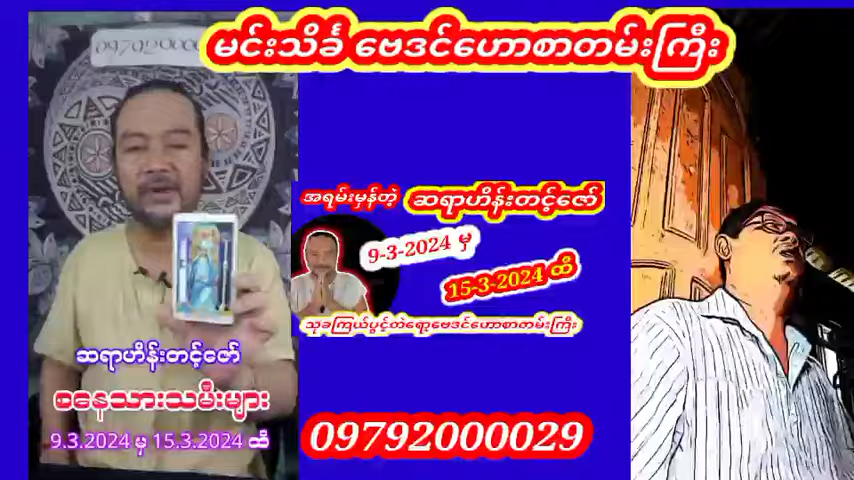 မင်းသိင်္ခ ဗေဒင်ဟောစာတမ်းကြီး
အရမ်းမှန်တဲ့ ဆရာဟိန်းတင့်ဇော်
9-3-2024 မှ
15-3-2024 ထိ
သုခကြယ်ပွင့်တဲရောဗေဒင်ဟောစာတမ်းကြီး
09792000029
ဆရာဟိန်းတင့်ဇော်
စနေသားသမီးများ
9.3.2024 မှ 15.3.2024 ထိ